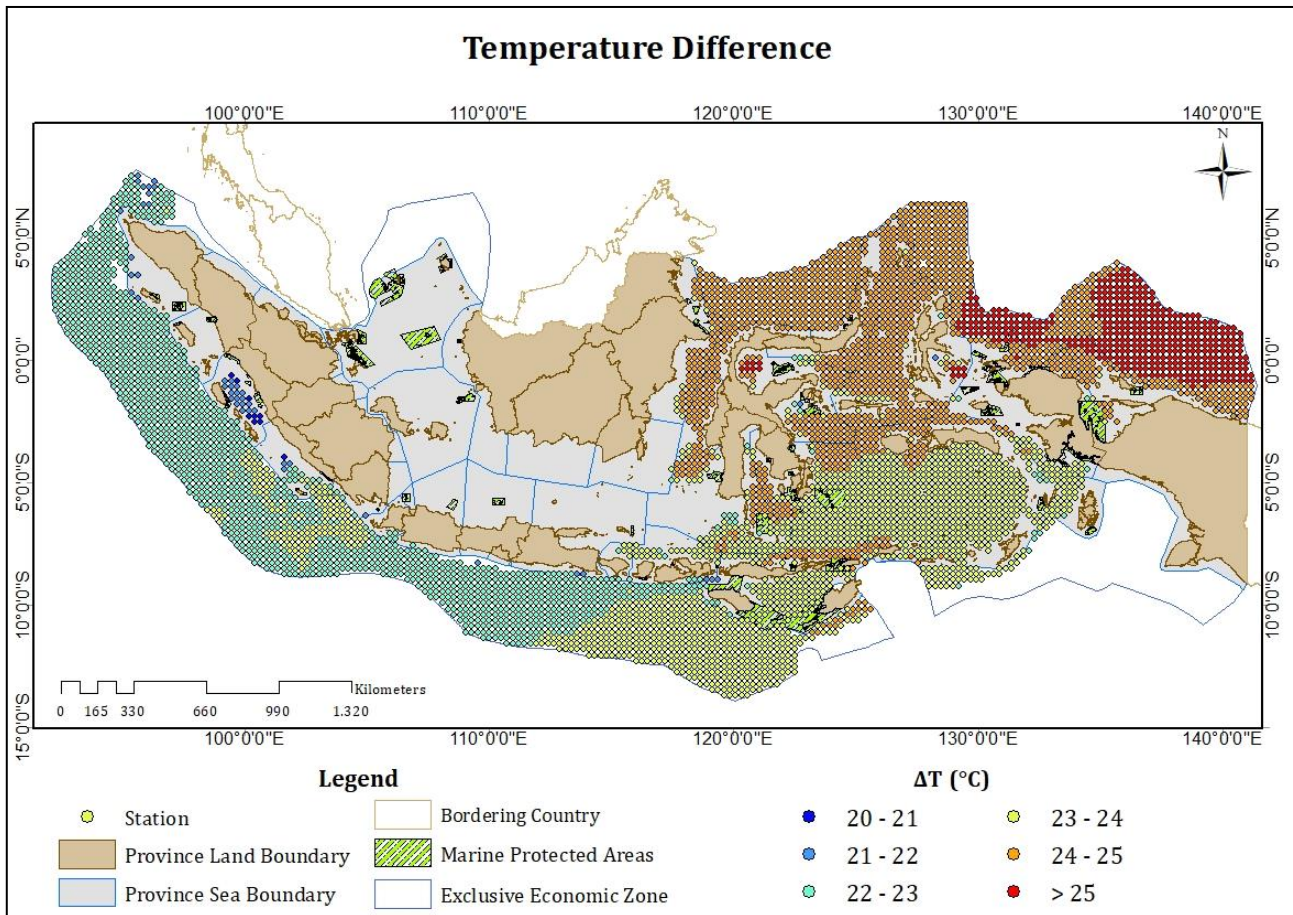 Temperature Difference
100°0'0"E 110°0'0"E 120°0'0"E 130°0'0"E 140°0'0"E
N
5°0'0"N 5°0'0"N
0°0'0" 0°0'0"
5°0'0"S 5°0'0"S
10°0'0"S 10°0'0"S
15°0'0"S
Kilometers
0 165 330 660 990 1.320
100°0'0"E 110°0'0"E 120°0'0"E 130°0'0"E 140°0'0"E
Legend
Station
Province Land Boundary
Province Sea Boundary
Bordering Country
Marine Protected Areas
Exclusive Economic Zone
ΔT (°C)
20 - 21
21 - 22
22 - 23
23 - 24
24 - 25
> 25